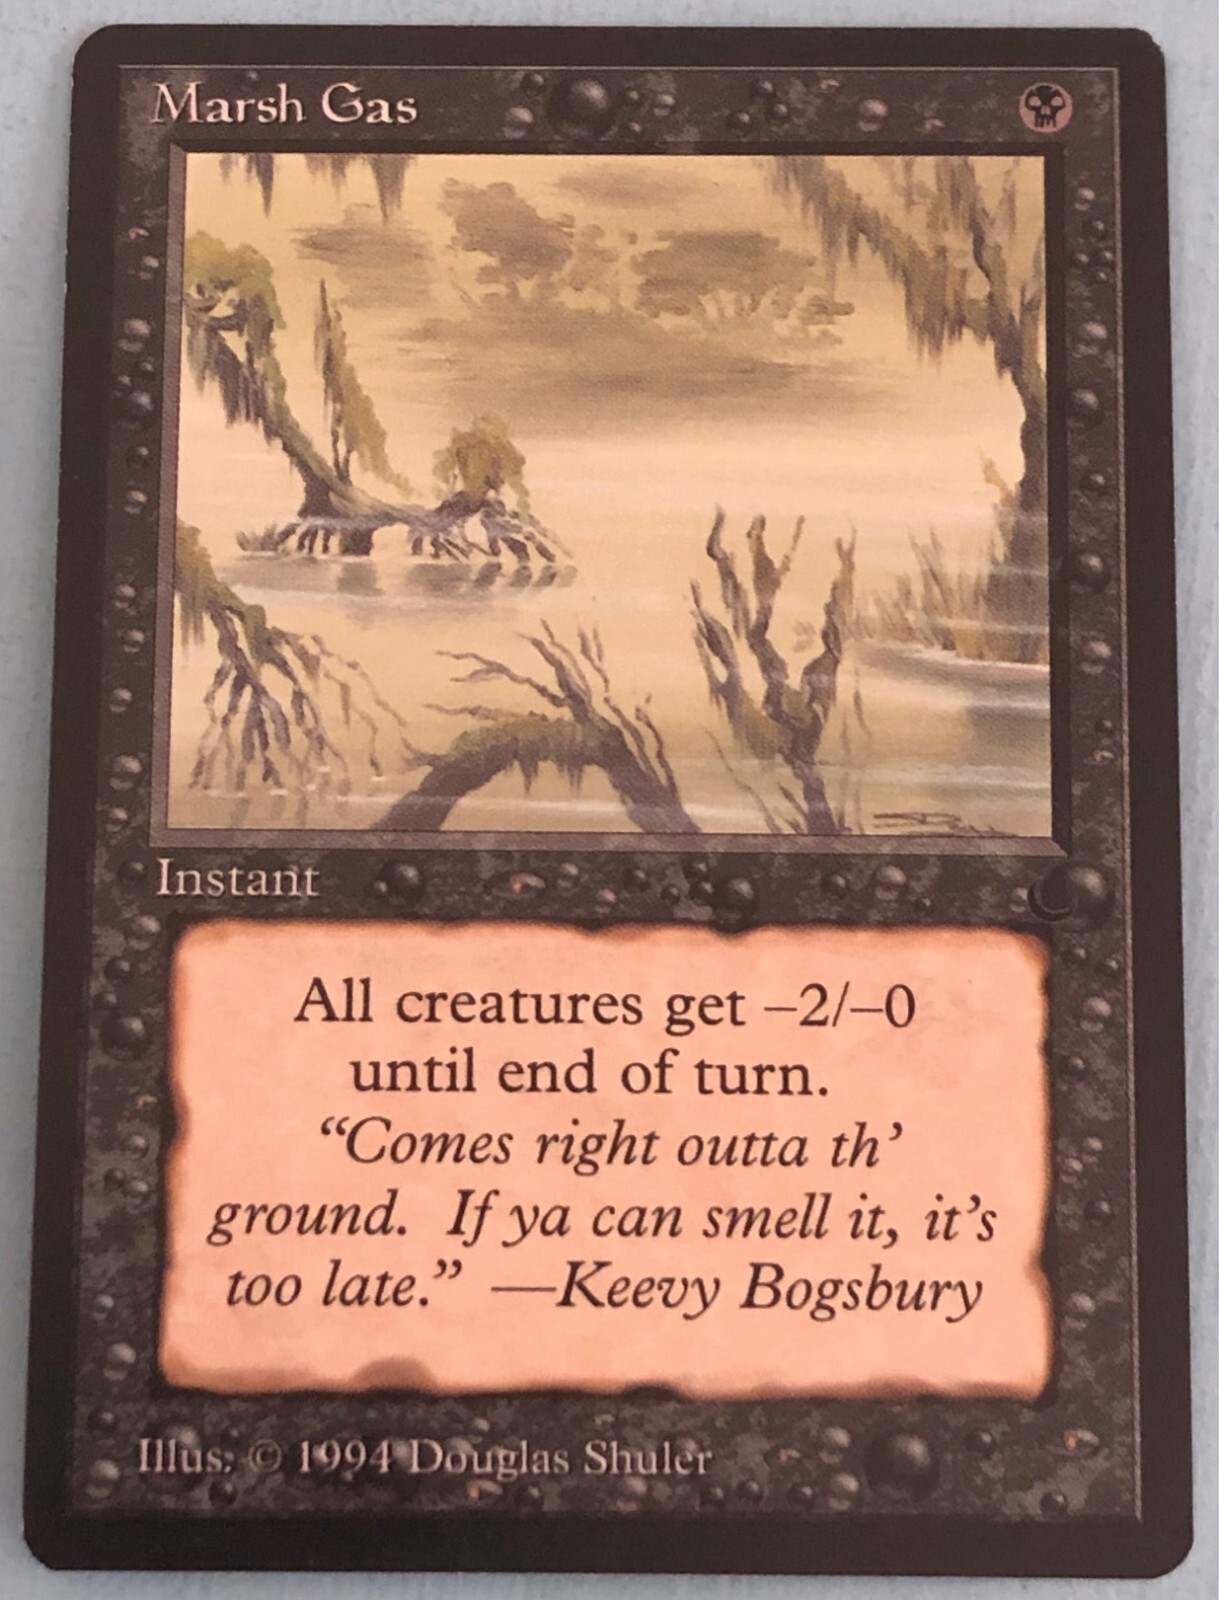 Marsh Gas
Instant
All creatures get –2/–0
until end of turn.
“Comes right outta th’
ground.  If ya can smell it, it’s
too late.” —Keevy Bogsbury
Illus: © 1994 Douglas Shuler